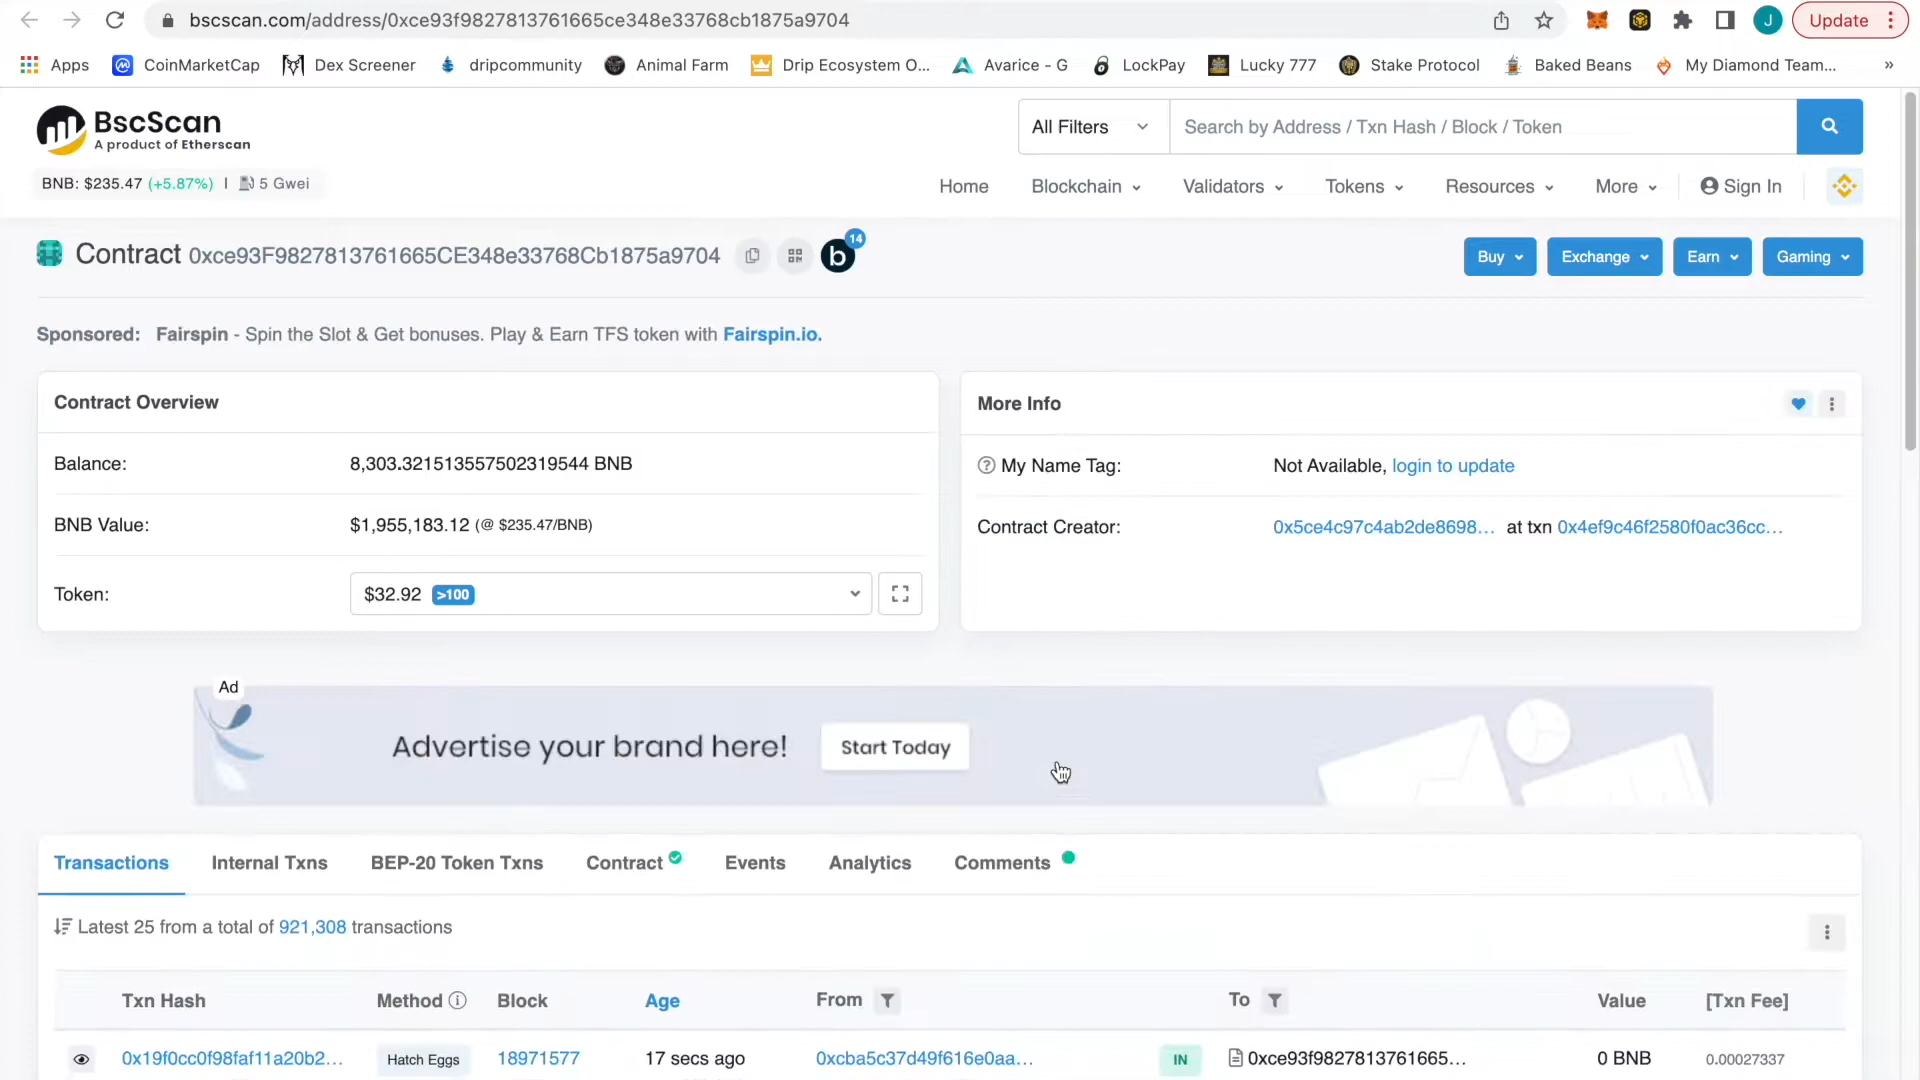 bscscan.com/address/0xce93f9827813761665ce348e33768cb1875a9704
J
Update
Apps
CoinMarketCap
Dex Screener
dripcommunity
Animal Farm
Drip Ecosystem O...
Avarice - G
LockPay
Lucky 777
Stake Protocol
Baked Beans
My Diamond Team...
»
BscScan
A product of Etherscan
All Filters
Search by Address / Txn Hash / Block / Token
BNB: $235.47 (+5.87%) | 5 Gwei
Home
Blockchain
Validators
Tokens
Resources
More
Sign In
Contract 0xce93F9827813761665CE348e33768Cb1875a9704
b
14
Buy
Exchange
Earn
Gaming
Sponsored: Fairspin - Spin the Slot & Get bonuses. Play & Earn TFS token with Fairspin.io.
Contract Overview
Balance: 8,303.321513557502319544 BNB
BNB Value: $1,955,183.12 (@ $235.47/BNB)
Token: $32.92 >100
More Info
My Name Tag: Not Available, login to update
Contract Creator: 0x5ce4c97c4ab2de8698... at txn 0x4ef9c46f2580f0ac36cc...
Ad
Advertise your brand here!
Start Today
Transactions
Internal Txns
BEP-20 Token Txns
Contract
Events
Analytics
Comments
Latest 25 from a total of 921,308 transactions
Txn Hash Method Block Age From To Value [Txn Fee]
0x19f0cc0f98faf11a20b2... Hatch Eggs 18971577 17 secs ago 0xcba5c37d49f616e0aa... IN 0xce93f9827813761665... 0 BNB 0.00027337